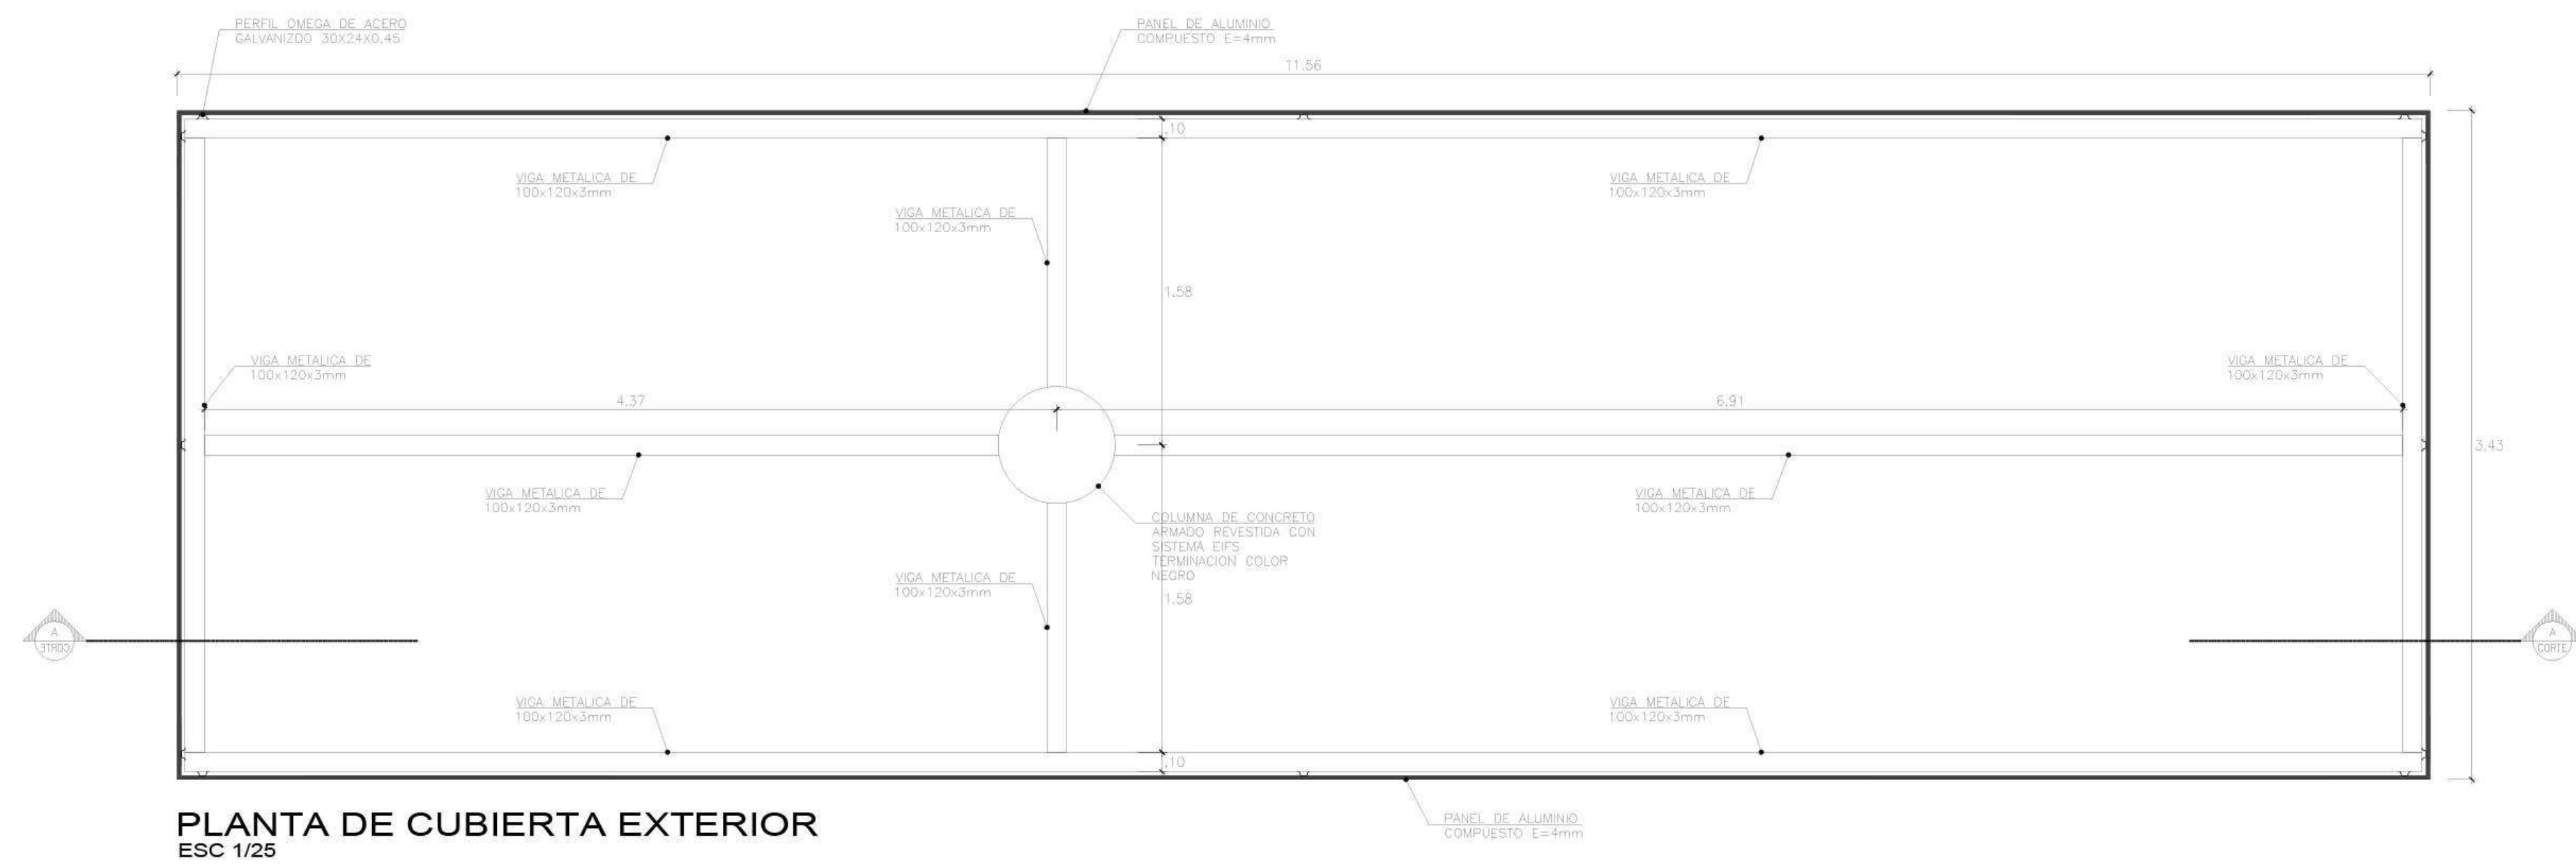 PERFIL OMEGA DE ACERO
GALVANIZDO 30X24X0.45
PANEL DE ALUMINIO
COMPUESTO E=4mm
11.56
.10
VIGA METALICA DE
100x120x3mm
VIGA METALICA DE
100x120x3mm
VIGA METALICA DE
100x120x3mm
1.58
VIGA METALICA DE
100x120x3mm
VIGA METALICA DE
100x120x3mm
4.37
6.91
3.43
VIGA METALICA DE
100x120x3mm
VIGA METALICA DE
100x120x3mm
COLUMNA DE CONCRETO
ARMADO REVESTIDA CON
SISTEMA EIFS
TERMINACION COLOR
NEGRO
VIGA METALICA DE
100x120x3mm
1.58
A
CORTE
A
CORTE
VIGA METALICA DE
100x120x3mm
VIGA METALICA DE
100x120x3mm
.10
PANEL DE ALUMINIO
COMPUESTO E=4mm
PLANTA DE CUBIERTA EXTERIOR
ESC 1/25